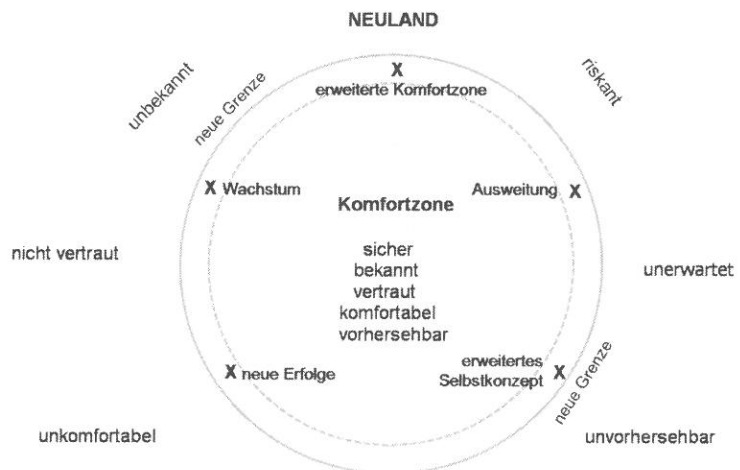 NEULAND
unbekannt
neue Grenze
riskant
X
erweiterte Komfortzone
X Wachstum
Ausweitung X
Komfortzone
nicht vertraut
sicher
bekannt
vertraut
komfortabel
vorhersehbar
unerwartet
X neue Erfolge
erweitertes
Selbstkonzept X
neue Grenze
unkomfortabel
unvorhersehbar